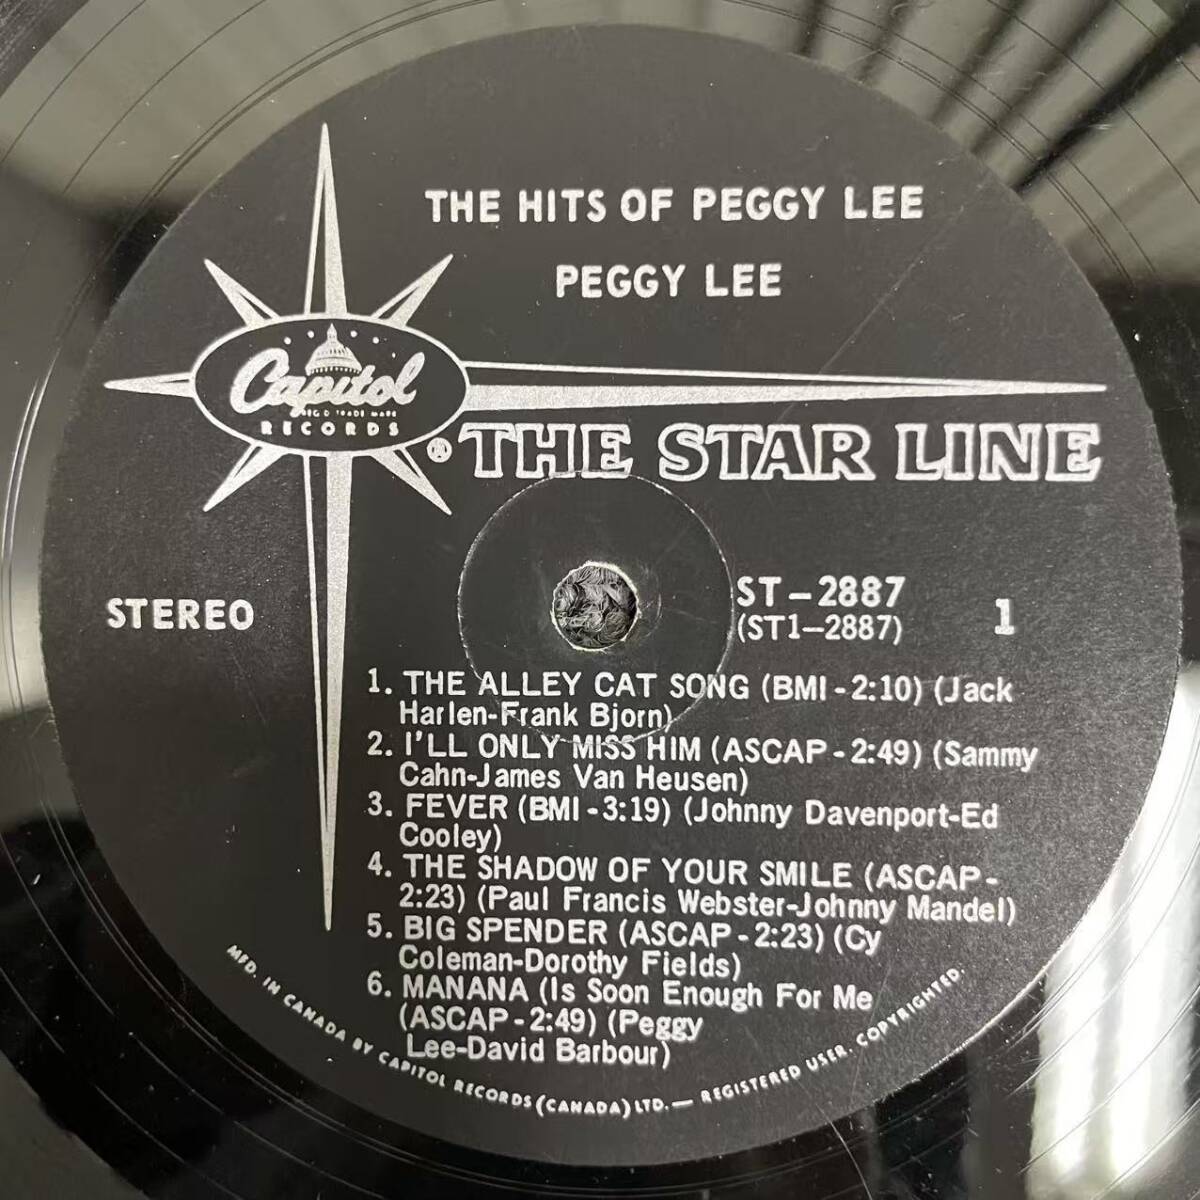 THE HITS OF PEGGY LEE
PEGGY LEE
Capitol
REG'D TRADE MARK
RECORDS
®
THE STAR LINE
STEREO
ST-2887
(ST1-2887)
1
1. THE ALLEY CAT SONG (BMI - 2:10) (Jack
Harlen-Frank Bjorn)
2. I'LL ONLY MISS HIM (ASCAP - 2:49) (Sammy
Cahn-James Van Heusen)
3. FEVER (BMI - 3:19) (Johnny Davenport-Ed
Cooley)
4. THE SHADOW OF YOUR SMILE (ASCAP -
2:23) (Paul Francis Webster-Johnny Mandel)
5. BIG SPENDER (ASCAP - 2:23) (Cy
Coleman-Dorothy Fields)
6. MANANA (Is Soon Enough For Me
(ASCAP - 2:49) (Peggy
Lee-David Barbour)
MFD. IN CANADA BY CAPITOL RECORDS (CANADA) LTD. — REGISTERED USER. COPYRIGHTED.